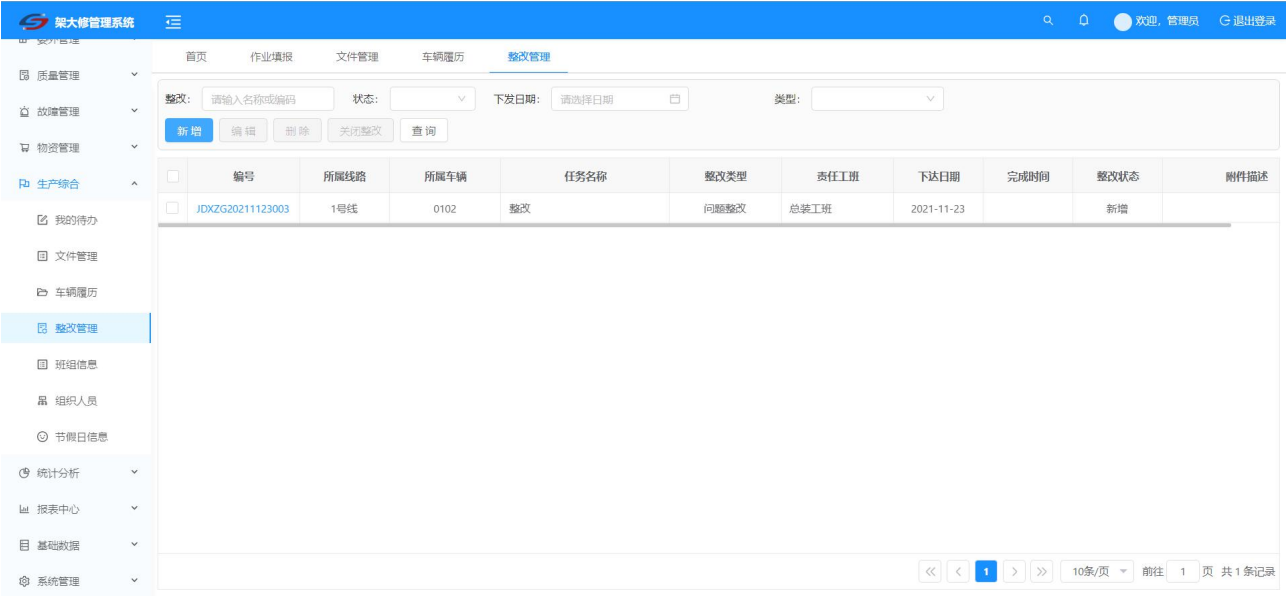 架大修管理系统
欢迎, 管理员
退出登录
首页
作业填报
文件管理
车辆履历
整改管理
质量管理
故障管理
物资管理
生产综合
我的待办
文件管理
车辆履历
整改管理
班组信息
组织人员
节假日信息
统计分析
报表中心
基础数据
系统管理
整改: 请输入名称或编码 状态: 下发日期: 请选择日期 类型:
新增 编辑 删除 关闭整改 查询
编号 所属线路 所属车辆 任务名称 整改类型 责任工班 下达日期 完成时间 整改状态 附件描述
JDXZG20211123003 1号线 0102 整改 问题整改 总装工班 2021-11-23 新增
1 10条/页 前往 1 页 共 1 条记录